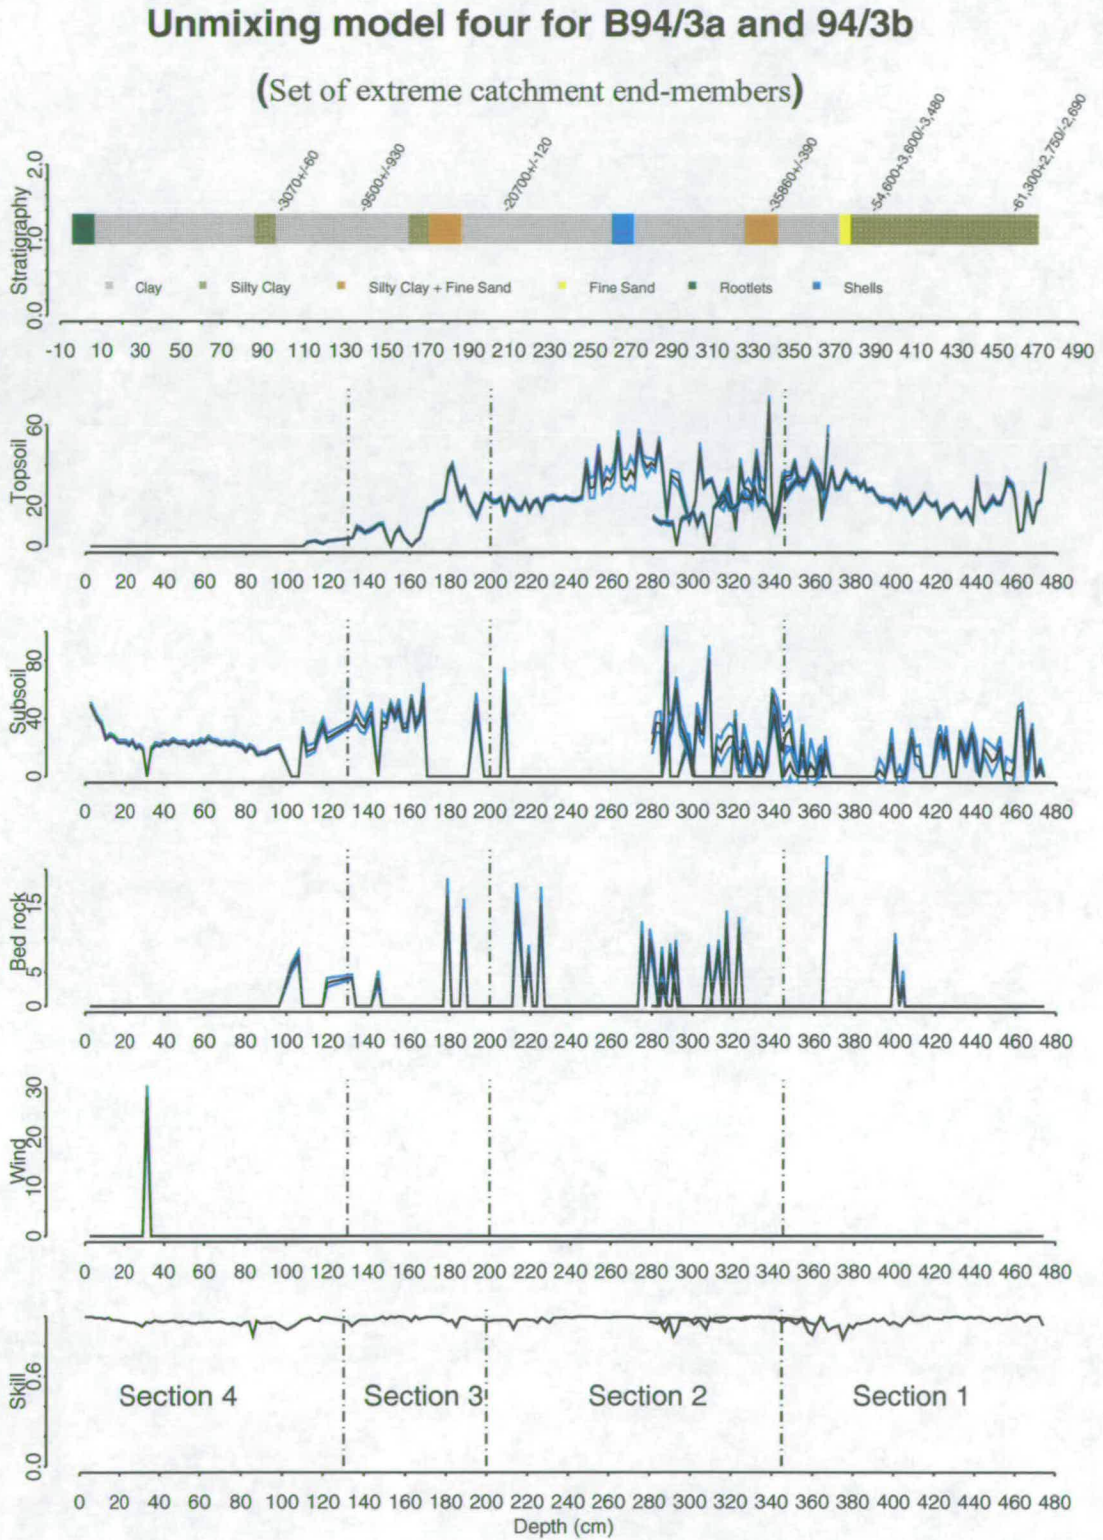 Unmixing model four for B94/3a and 94/3b
(Set of extreme catchment end-members)
-3070+/-60
-9500+/-930
-20700+/-120
-35860+/-390
-54,600+3,600/-3,480
-61,300+2,750/-2,690
Stratigraphy
0.0 1.0 2.0
Clay Silty Clay Silty Clay + Fine Sand Fine Sand Rootlets Shells
-10 10 30 50 70 90 110 130 150 170 190 210 230 250 270 290 310 330 350 370 390 410 430 450 470 490
Topsoil
0 20 60
0 20 40 60 80 100 120 140 160 180 200 220 240 260 280 300 320 340 360 380 400 420 440 460 480
Subsoil
0 40 80
0 20 40 60 80 100 120 140 160 180 200 220 240 260 280 300 320 340 360 380 400 420 440 460 480
Bed rock
0 5 15
0 20 40 60 80 100 120 140 160 180 200 220 240 260 280 300 320 340 360 380 400 420 440 460 480
Wind
0 10 20 30
0 20 40 60 80 100 120 140 160 180 200 220 240 260 280 300 320 340 360 380 400 420 440 460 480
Skill
0.0 0.6
Section 4 Section 3 Section 2 Section 1
0 20 40 60 80 100 120 140 160 180 200 220 240 260 280 300 320 340 360 380 400 420 440 460 480
Depth (cm)